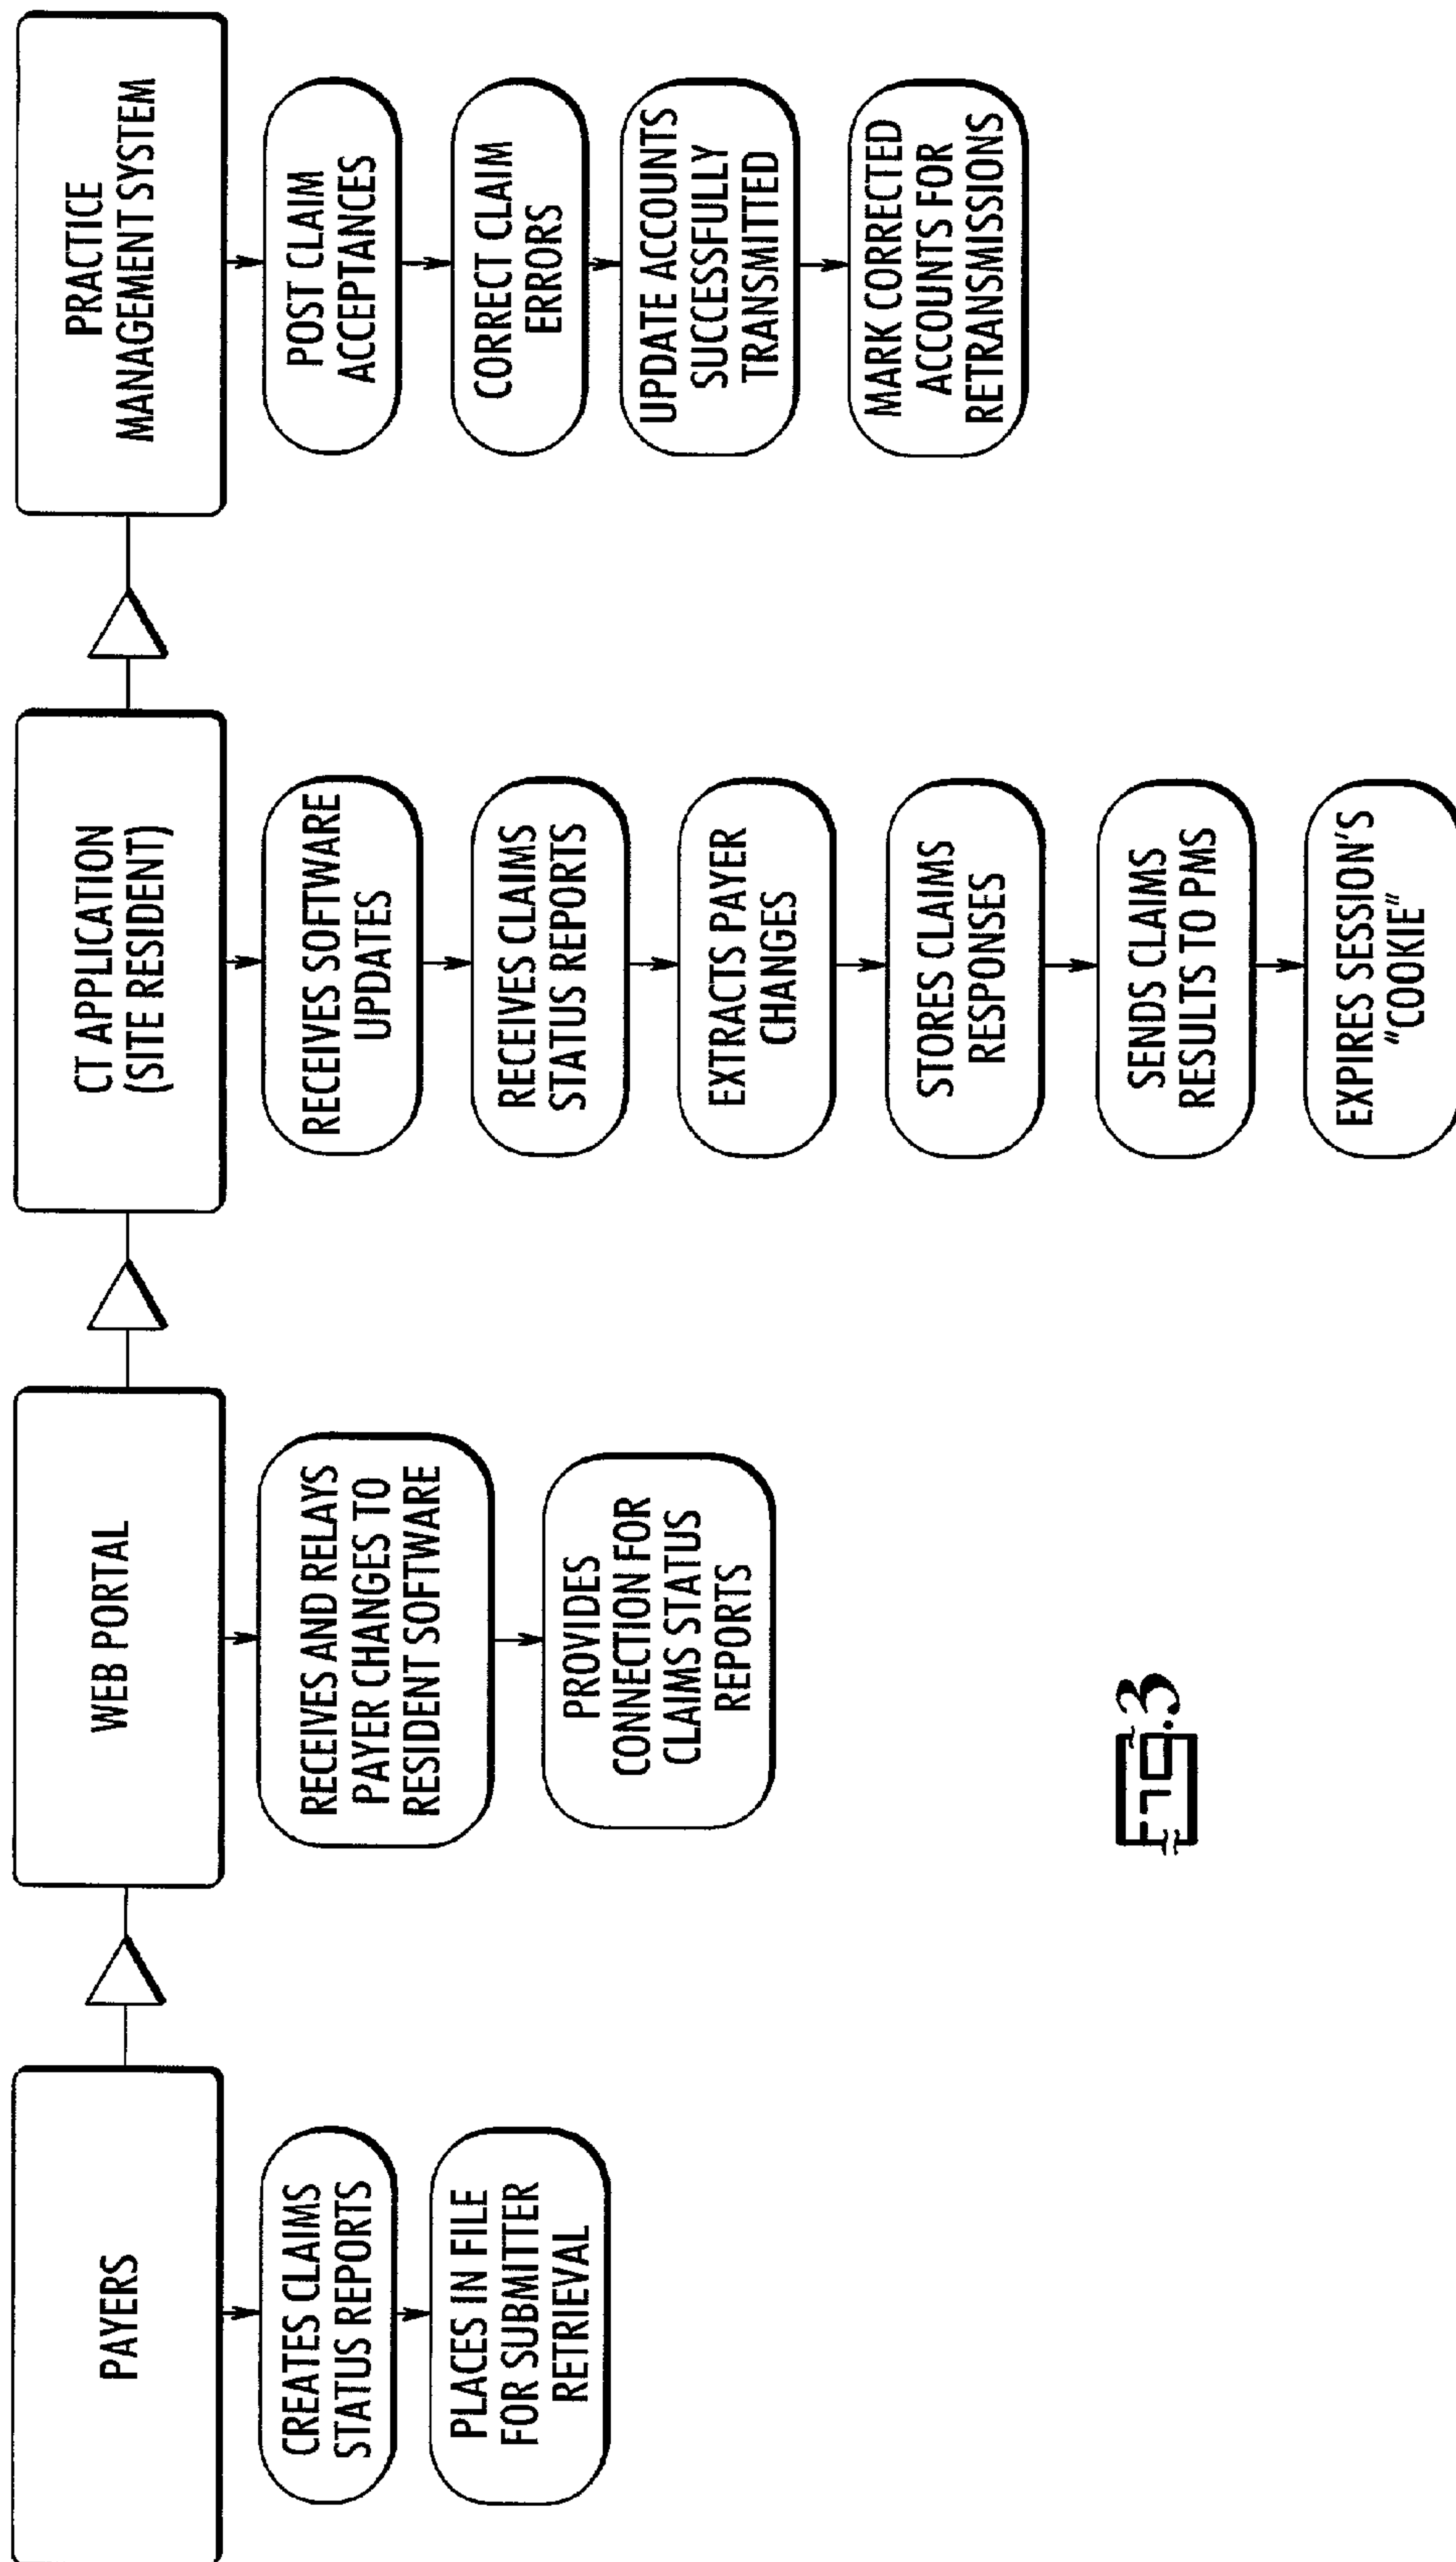 PAYERS
CREATES CLAIMS
STATUS REPORTS
PLACES IN FILE
FOR SUBMITTER
RETRIEVAL
WEB PORTAL
RECEIVES AND RELAYS
PAYER CHANGES TO
RESIDENT SOFTWARE
PROVIDES
CONNECTION FOR
CLAIMS STATUS
REPORTS
CT APPLICATION
(SITE RESIDENT)
RECEIVES SOFTWARE
UPDATES
RECEIVES CLAIMS
STATUS REPORTS
EXTRACTS PAYER
CHANGES
STORES CLAIMS
RESPONSES
SENDS CLAIMS
RESULTS TO PMS
EXPIRES SESSION'S
"COOKIE"
PRACTICE
MANAGEMENT SYSTEM
POST CLAIM
ACCEPTANCES
CORRECT CLAIM
ERRORS
UPDATE ACCOUNTS
SUCCESSFULLY
TRANSMITTED
MARK CORRECTED
ACCOUNTS FOR
RETRANSMISSIONS
Fig.3